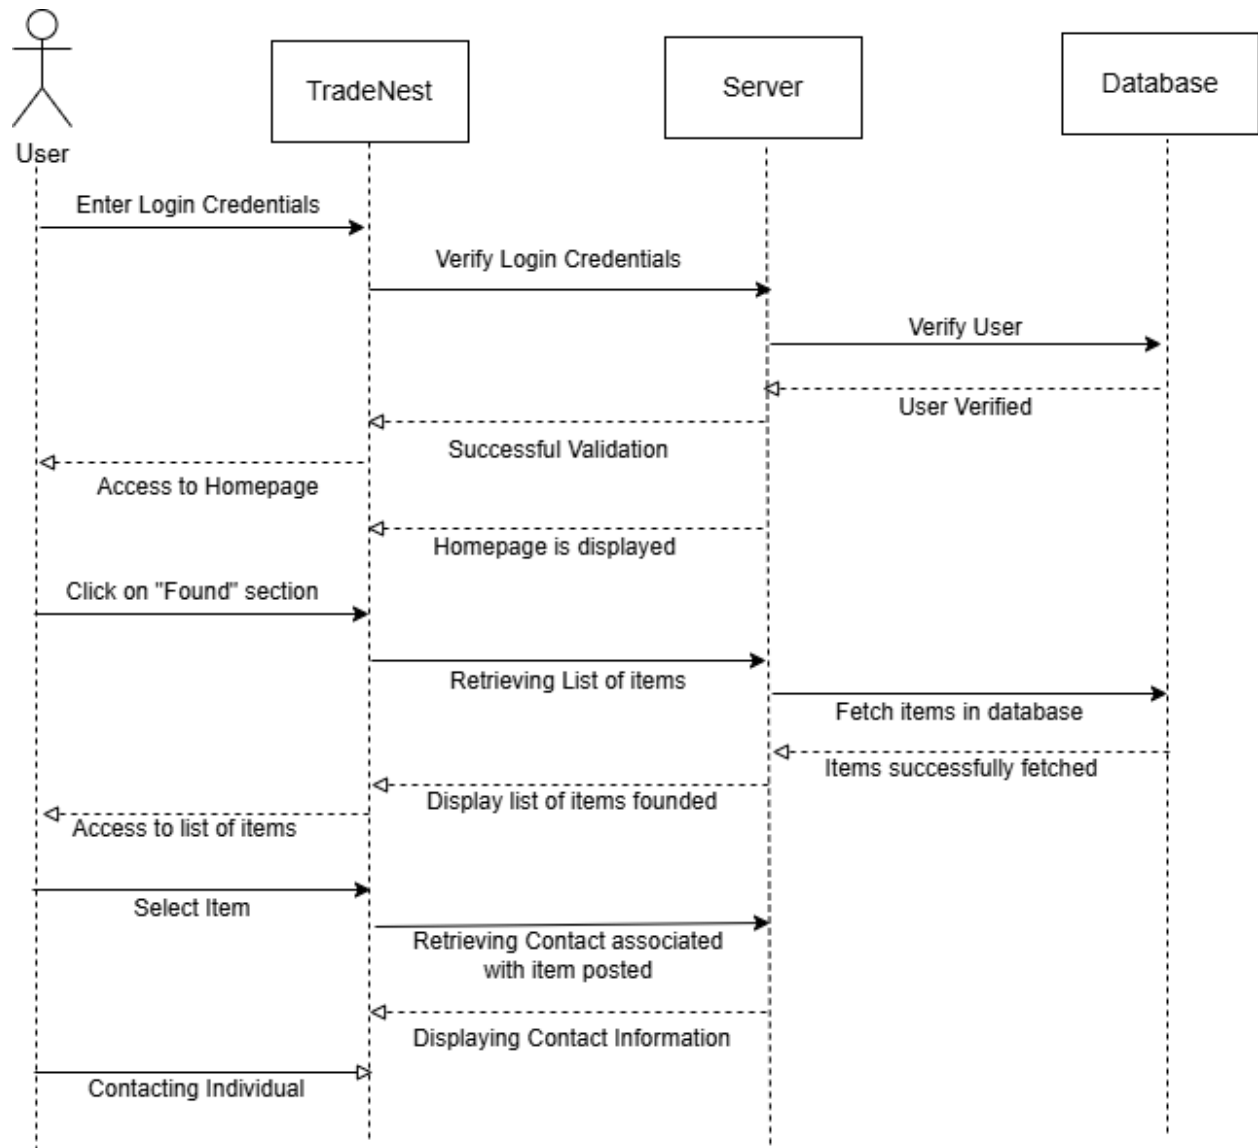 User
TradeNest
Server
Database
Enter Login Credentials
Verify Login Credentials
Verify User
User Verified
Successful Validation
Access to Homepage
Homepage is displayed
Click on "Found" section
Retrieving List of items
Fetch items in database
Items successfully fetched
Display list of items founded
Access to list of items
Select Item
Retrieving Contact associated
with item posted
Displaying Contact Information
Contacting Individual